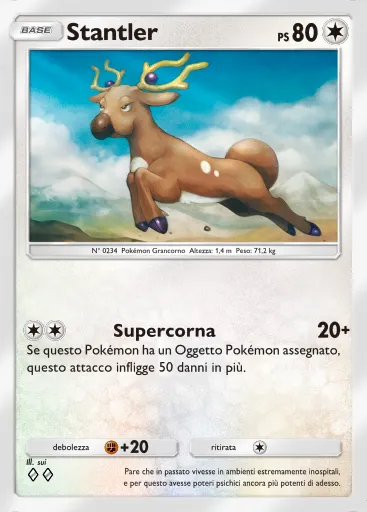 BASE Stantler PS 80
N° 0234 Pokémon Grancorno Altezza: 1,4 m Peso: 71,2 kg
Supercorna 20+
Se questo Pokémon ha un Oggetto Pokémon assegnato,
questo attacco infligge 50 danni in più.
debolezza +20 ritirata
Ill. sui
Pare che in passato vivesse in ambienti estremamente inospitali,
e per questo avesse poteri psichici ancora più potenti di adesso.